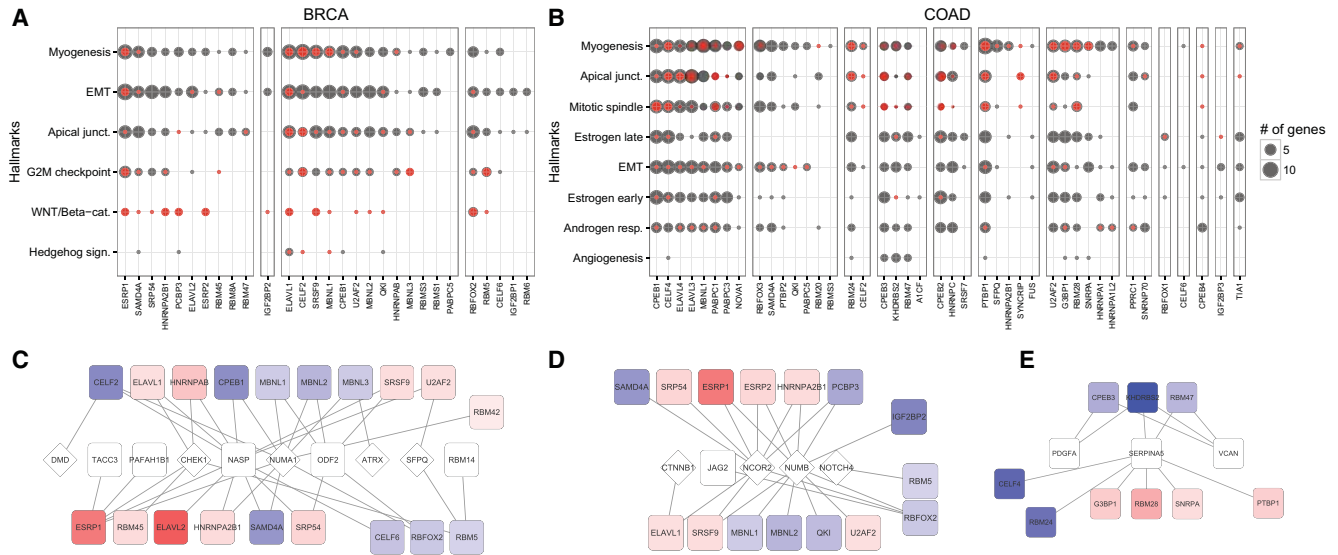 A
BRCA
Hallmarks
Myogenesis
EMT
Apical junct.
G2M checkpoint
WNT/Beta-cat.
Hedgehog sign.
ESRP1
SAMD4A
SRP54
HNRNPA2B1
PCBP3
ELAVL2
ESRP2
RBM45
RBM8A
RBM47
IGF2BP2
ELAVL1
CELF2
SRSF9
MBNL1
CPEB1
U2AF2
MBNL2
QKI
HNRNPAB
MBNL3
RBMS3
RBMS1
PABPC5
RBFOX2
RBM5
CELF6
IGF2BP1
RBM6
B
COAD
Hallmarks
Myogenesis
Apical junct.
Mitotic spindle
Estrogen late
EMT
Estrogen early
Androgen resp.
Angiogenesis
CPEB1
CELF4
ELAVL4
ELAVL3
MBNL1
PABPC1
PABPC3
NOVA1
RBFOX3
SAMD4A
PTBP2
QKI
PABPC5
RBM20
RBMS3
RBM24
CELF2
CPEB3
KHDRBS2
RBM47
A1CF
CPEB2
HNRNPC
SRSF7
PTBP1
SFPQ
HNRNPA2B1
SYNCRIP
FUS
U2AF2
G3BP1
RBM28
SNRPA
HNRNPA1
HNRNPA1L2
PPRC1
SNRNP70
RBFOX1
CELF6
CPEB4
IGF2BP3
TIA1
# of genes
5
10
C
CELF2 ELAVL1 HNRNPAB CPEB1 MBNL1 MBNL2 MBNL3 SRSF9 U2AF2
RBM42
DMD TACC3 PAFAH1B1 CHEK1 NASP NUMA1 ODF2 ATRX SFPQ RBM14
ESRP1 RBM45 ELAVL2 HNRNPA2B1 SAMD4A SRP54
CELF6 RBFOX2 RBM5
D
SAMD4A SRP54 ESRP1 ESRP2 HNRNPA2B1 PCBP3
IGF2BP2
CTNNB1 JAG2 NCOR2 NUMB NOTCH4
RBM5
RBFOX2
ELAVL1 SRSF9 MBNL1 MBNL2 QKI U2AF2
E
CPEB3 KHDRBS2 RBM47
PDGFA SERPINA5 VCAN
CELF4
G3BP1 RBM28 SNRPA PTBP1
RBM24